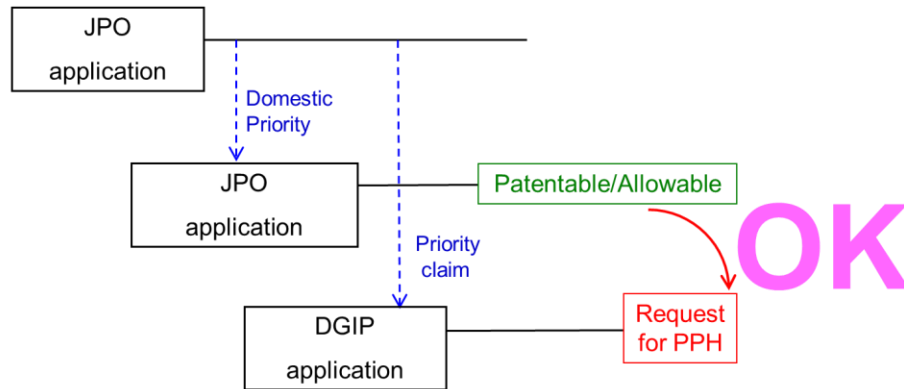 JPO
application
Domestic
Priority
JPO
application
Patentable/Allowable
OK
Priority
claim
DGIP
application
Request
for PPH